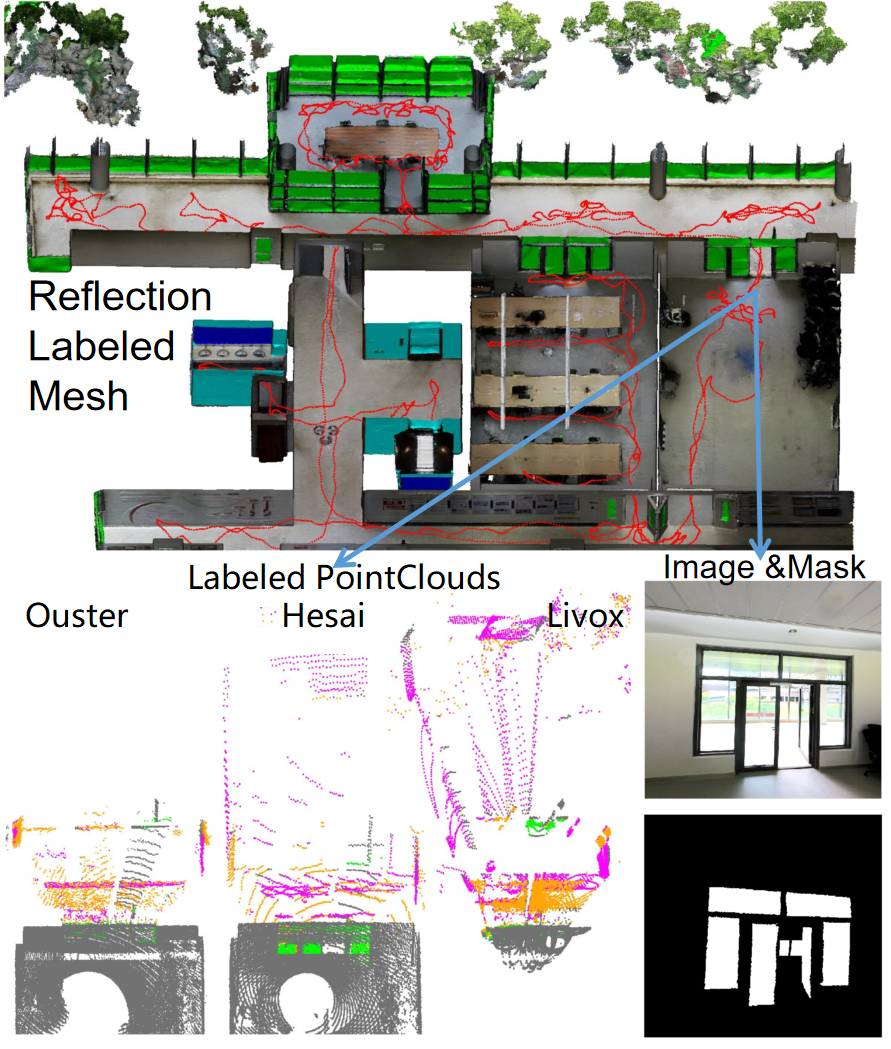 Reflection
Labeled
Mesh
Labeled PointClouds
Image &Mask
Ouster
Hesai
Livox